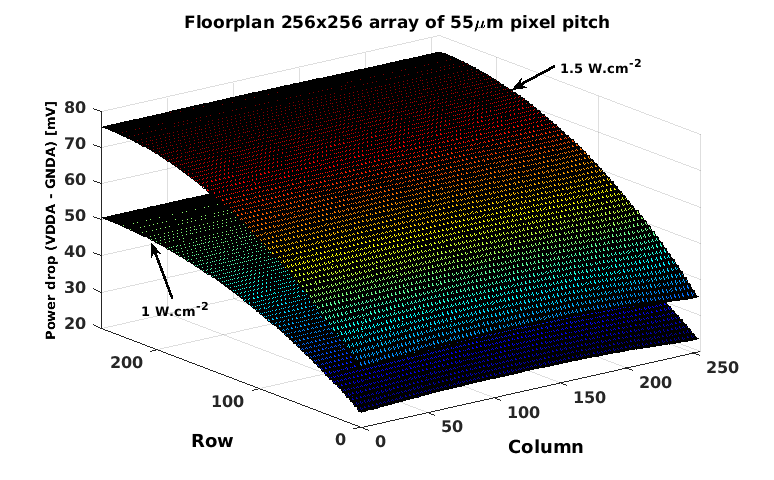 Floorplan 256x256 array of 55μm pixel pitch
1.5 W.cm-2
1 W.cm-2
Power drop (VDDA - GNDA) [mV]
80
70
60
50
40
30
20
200
100
0
Row
0
50
100
150
200
250
Column